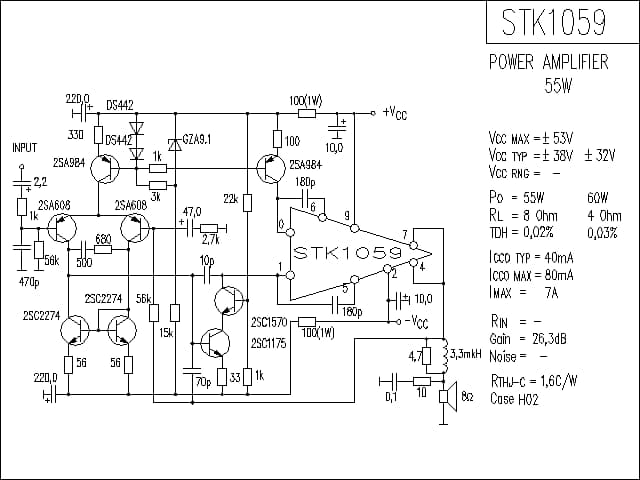 STK1059
POWER AMPLIFIER
55W
VCC MAX = ± 53V
VCC TYP = ± 38V ± 32V
VCC RNG = -
PO = 55W 60W
RL = 8 Ohm 4 Ohm
TDH = 0,02% 0,03%
ICCO TYP = 40mA
ICCO MAX = 80mA
IMAX = 7A
RIN = -
Gain = 26,3dB
Noise = -
RTHJ-C = 1,6C/W
Case H02
220,0
DS442
100(1W)
+VCC
330
DS442
GZA9.1
100
10,0
INPUT
2SA984
1k
2SA984
2,2
3k
180p
1k
2SA608
2SA608
47,0
22k
6
9
0
7
56k
500
680
2,7k
STK1059
10p
1
2
4
470p
5
180p
10,0
2SC2274
2SC2274
56k
15k
2SC1570
2SC1175
100(1W)
-VCC
56
56
4,7
3,3mkH
220,0
70p
33
1k
0,1
10
8Ω